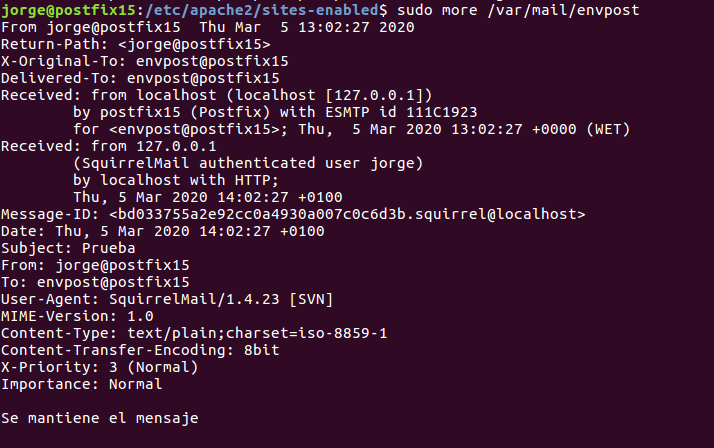 jorge@postfix15:/etc/apache2/sites-enabled$ sudo more /var/mail/envpost
From jorge@postfix15  Thu Mar  5 13:02:27 2020
Return-Path: <jorge@postfix15>
X-Original-To: envpost@postfix15
Delivered-To: envpost@postfix15
Received: from localhost (localhost [127.0.0.1])
        by postfix15 (Postfix) with ESMTP id 111C1923
        for <envpost@postfix15>; Thu,  5 Mar 2020 13:02:27 +0000 (WET)
Received: from 127.0.0.1
        (SquirrelMail authenticated user jorge)
        by localhost with HTTP;
        Thu, 5 Mar 2020 14:02:27 +0100
Message-ID: <bd033755a2e92cc0a4930a007c0c6d3b.squirrel@localhost>
Date: Thu, 5 Mar 2020 14:02:27 +0100
Subject: Prueba
From: jorge@postfix15
To: envpost@postfix15
User-Agent: SquirrelMail/1.4.23 [SVN]
MIME-Version: 1.0
Content-Type: text/plain;charset=iso-8859-1
Content-Transfer-Encoding: 8bit
X-Priority: 3 (Normal)
Importance: Normal

Se mantiene el mensaje